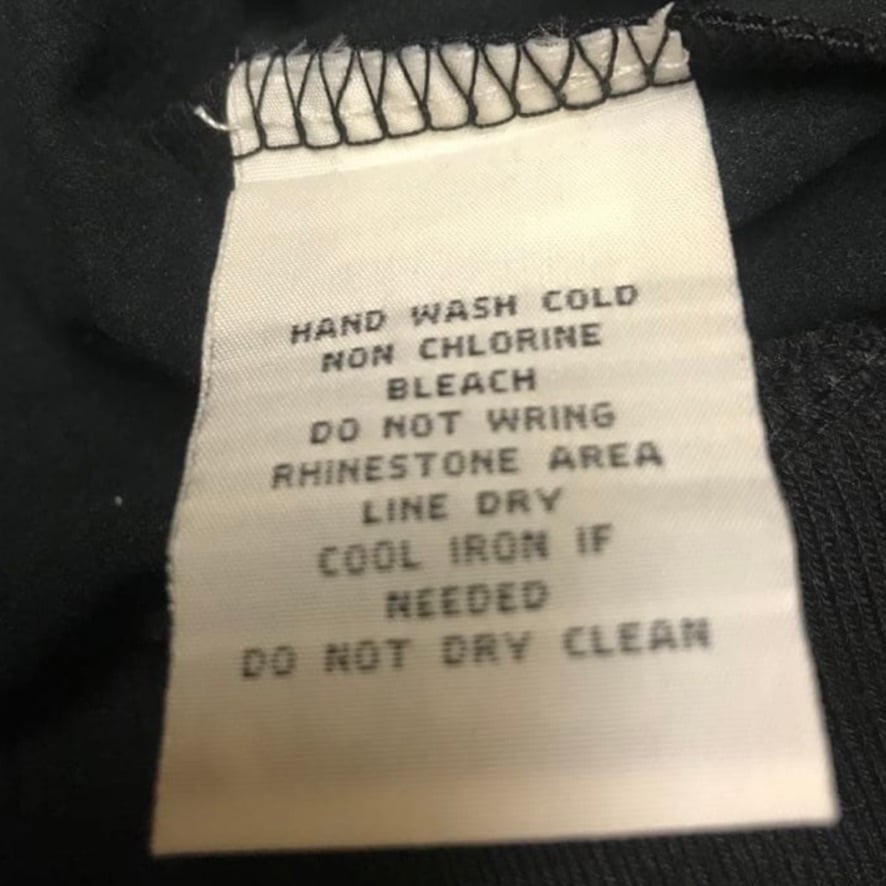 HAND WASH COLD
NON CHLORINE
BLEACH
DO NOT WRING
RHINESTONE AREA
LINE DRY
COOL IRON IF
NEEDED
DO NOT DRY CLEAN